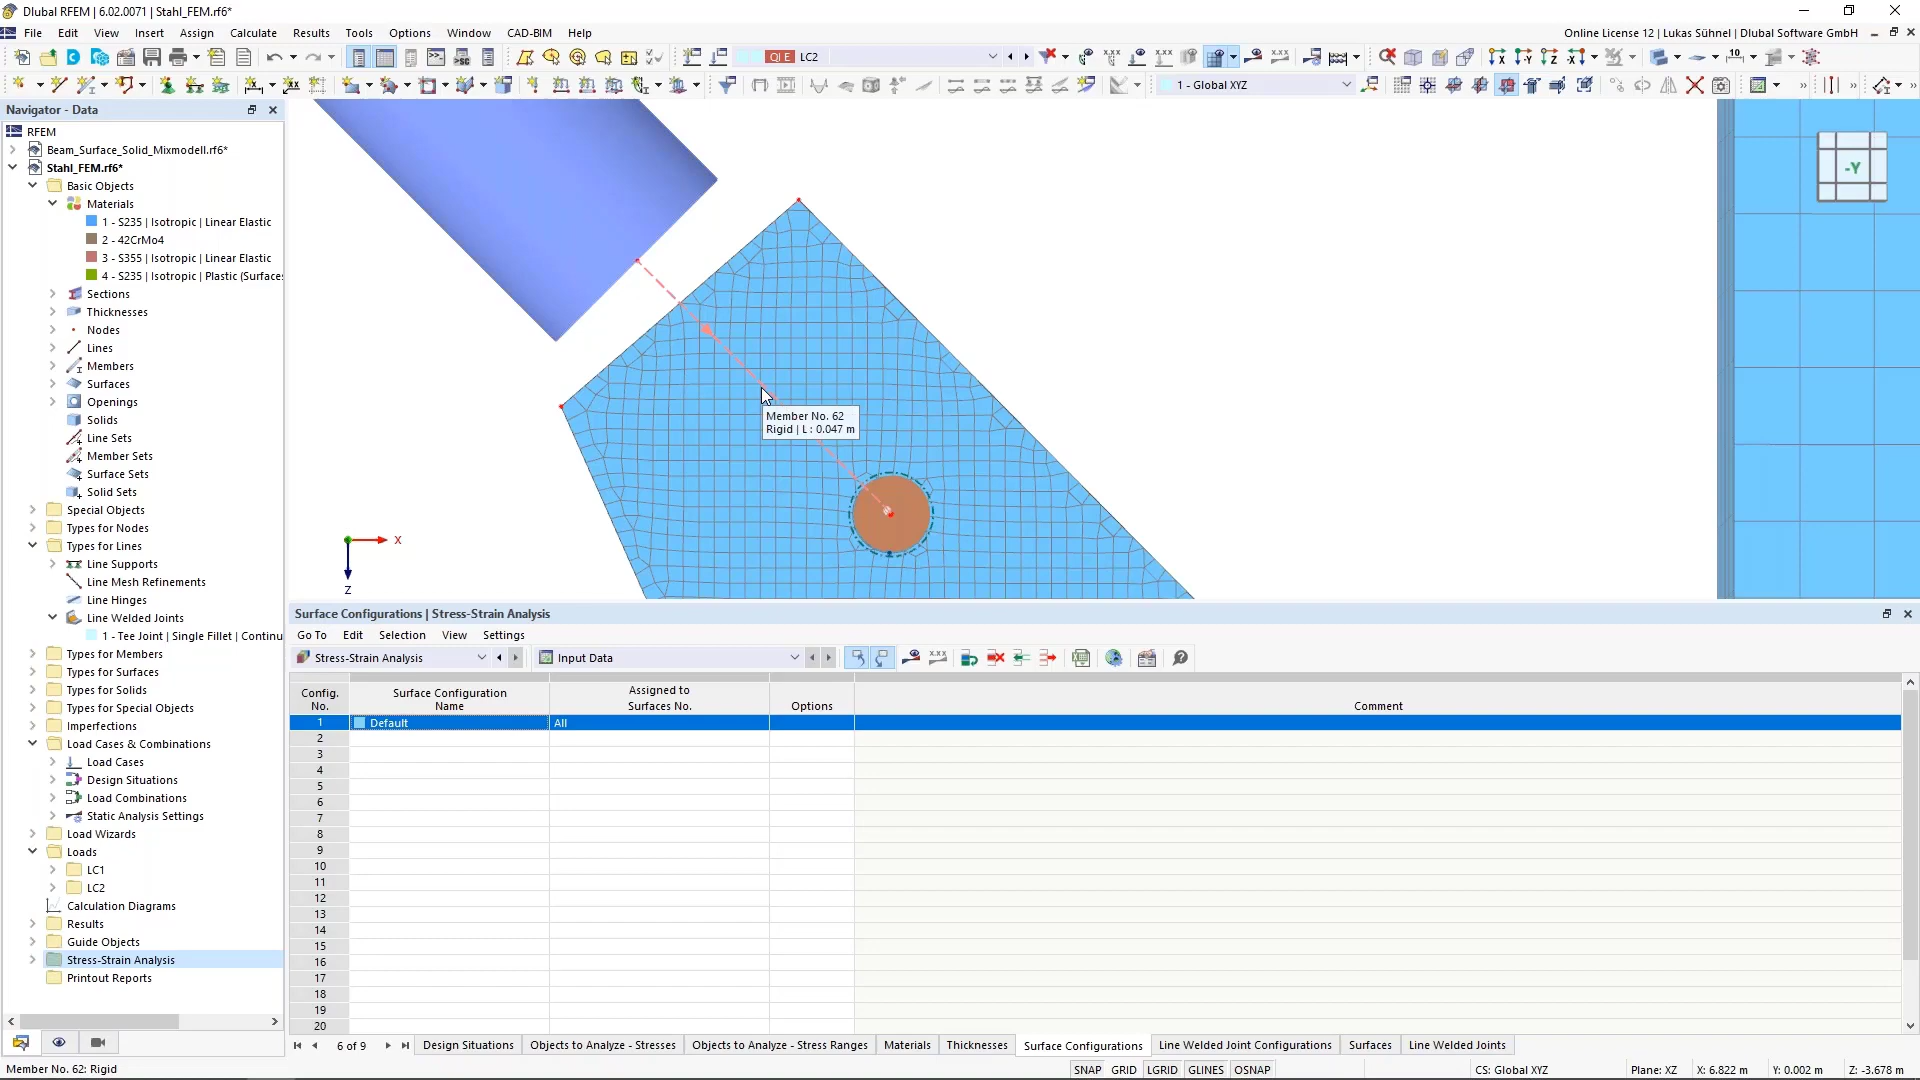 Dlubal RFEM | 6.02.0071 | Stahl_FEM.rf6*
File Edit View Insert Assign Calculate Results Tools Options Window CAD-BIM Help
Online License 12 | Lukas Sühnel | Dlubal Software GmbH
Ql E LC2
1 - Global XYZ
Navigator - Data
RFEM
Beam_Surface_Solid_Mixmodell.rf6*
Stahl_FEM.rf6*
Basic Objects
Materials
1 - S235 | Isotropic | Linear Elastic
2 - 42CrMo4
3 - S355 | Isotropic | Linear Elastic
4 - S235 | Isotropic | Plastic (Surfaces
Sections
Thicknesses
Nodes
Lines
Members
Surfaces
Openings
Solids
Line Sets
Member Sets
Surface Sets
Solid Sets
Special Objects
Types for Nodes
Types for Lines
Line Supports
Line Mesh Refinements
Line Hinges
Line Welded Joints
1 - Tee Joint | Single Fillet | Continu
Types for Members
Types for Surfaces
Types for Solids
Types for Special Objects
Imperfections
Load Cases & Combinations
Load Cases
Design Situations
Load Combinations
Static Analysis Settings
Load Wizards
Loads
LC1
LC2
Calculation Diagrams
Results
Guide Objects
Stress-Strain Analysis
Printout Reports
-Y
Member No. 62
Rigid | L : 0.047 m
X
Z
Surface Configurations | Stress-Strain Analysis
Go To Edit Selection View Settings
Stress-Strain Analysis
Input Data
Config.
No.
Surface Configuration
Name
Assigned to
Surfaces No.
Options
Comment
1 Default All
2
3
4
5
6
7
8
9
10
11
12
13
14
15
16
17
18
19
20
6 of 9
Design Situations
Objects to Analyze - Stresses
Objects to Analyze - Stress Ranges
Materials
Thicknesses
Surface Configurations
Line Welded Joint Configurations
Surfaces
Line Welded Joints
Member No. 62: Rigid
SNAP GRID LGRID GLINES OSNAP
CS: Global XYZ
Plane: XZ
X: 6.822 m
Y: 0.002 m
Z: -3.678 m